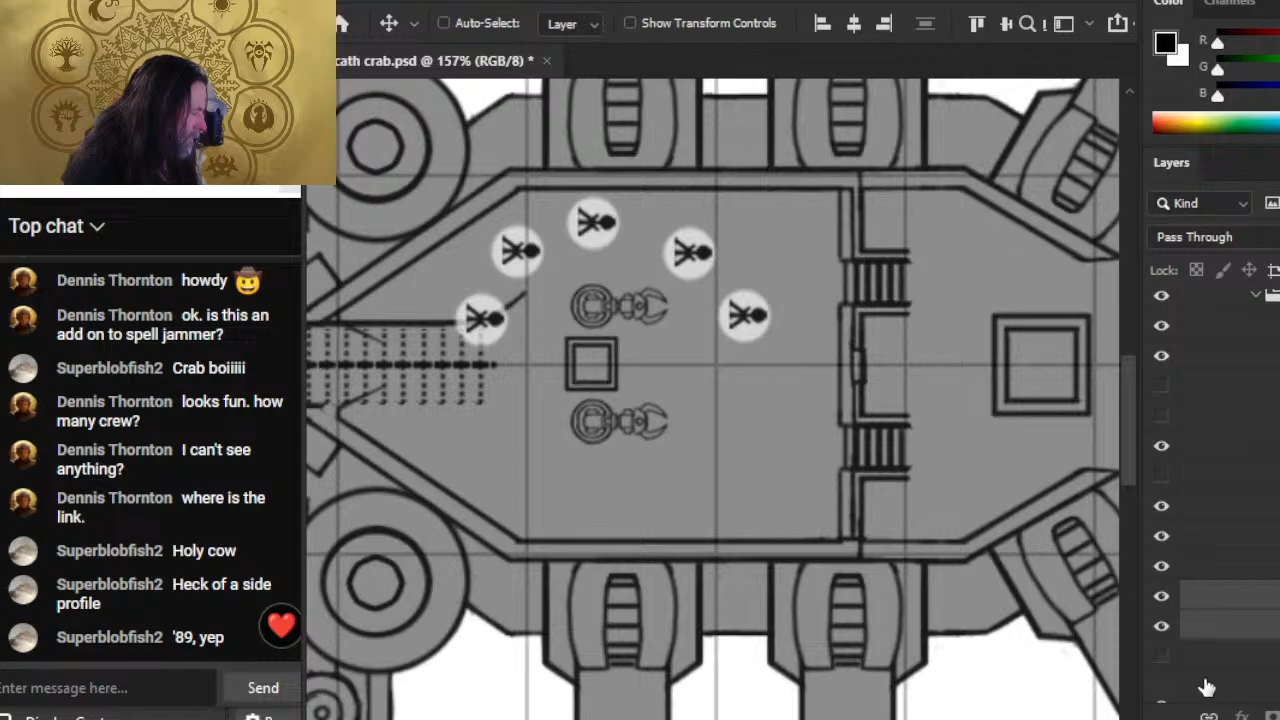 Auto-Select:
Layer
Show Transform Controls
cath crab.psd @ 157% (RGB/8) *
Color
Channels
R
G
B
Layers
Kind
Pass Through
Lock:
Top chat
Dennis Thornton howdy 🤠
Dennis Thornton ok. is this an
add on to spell jammer?
Superblobfish2 Crab boiiiii
Dennis Thornton looks fun. how
many crew?
Dennis Thornton I can't see
anything?
Dennis Thornton where is the
link.
Superblobfish2 Holy cow
Superblobfish2 Heck of a side
profile
Superblobfish2 '89, yep
Enter message here...
Send
fx